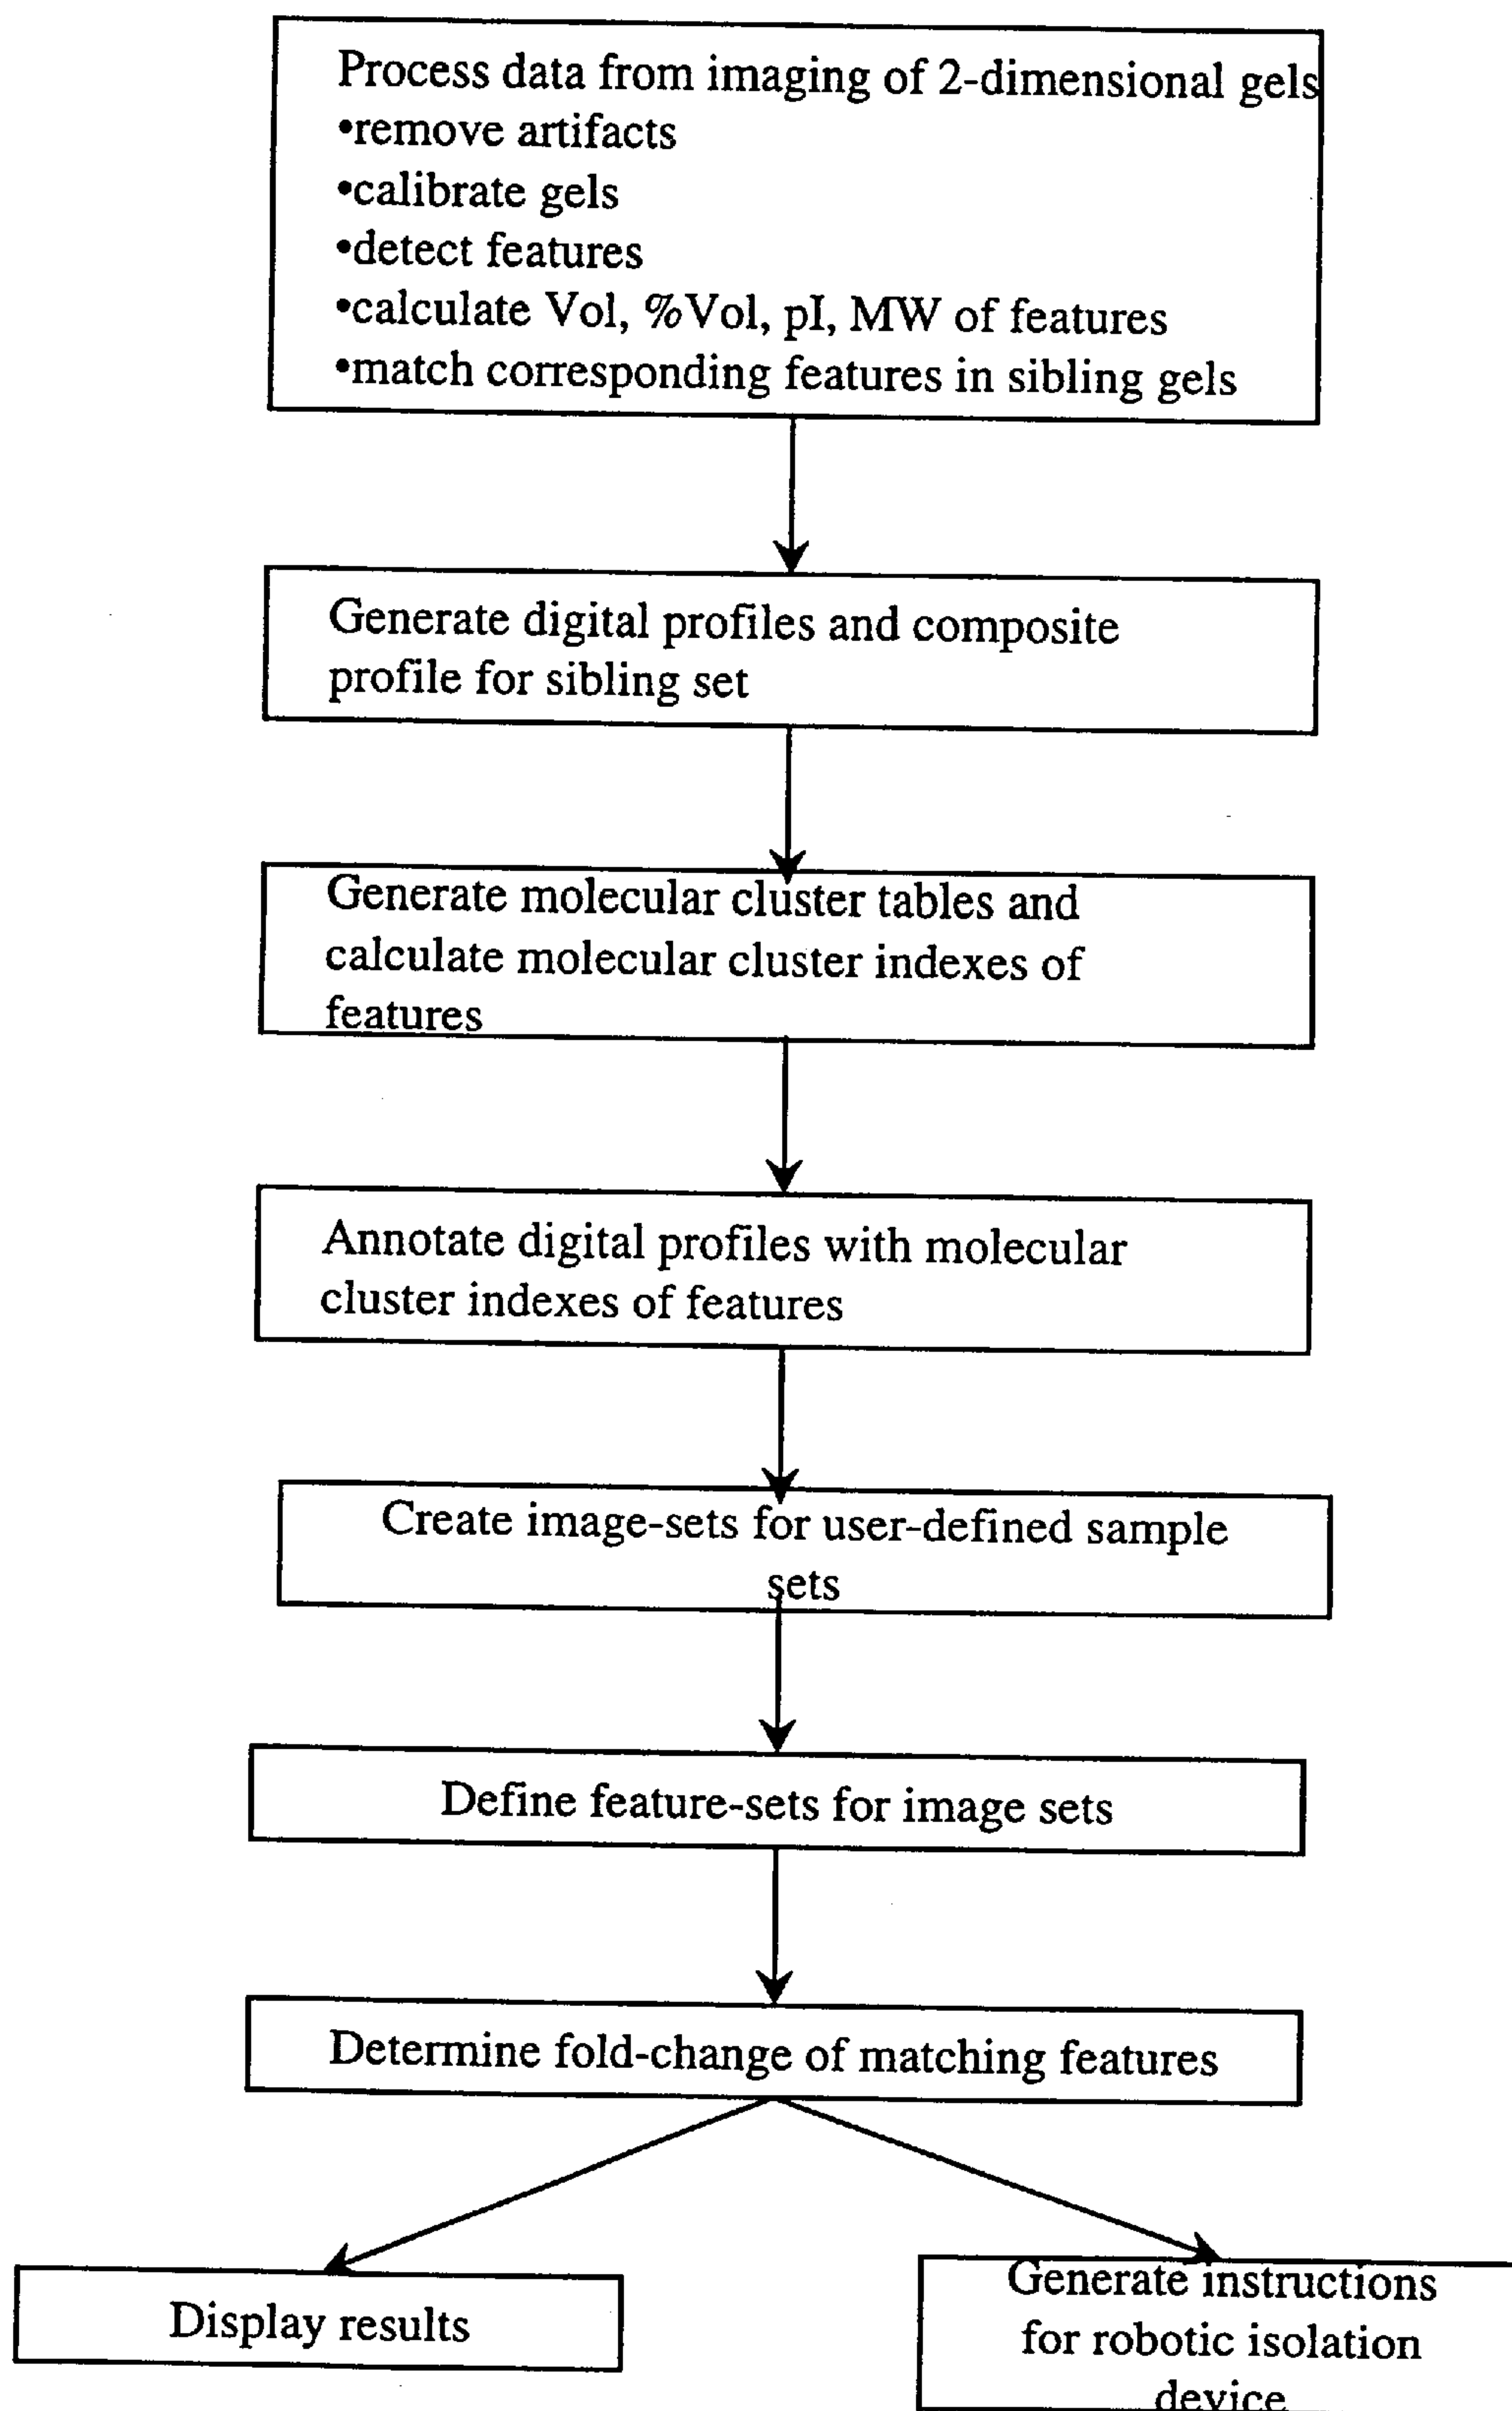 Process data from imaging of 2-dimensional gels
•remove artifacts
•calibrate gels
•detect features
•calculate Vol, %Vol, pI, MW of features
•match corresponding features in sibling gels
Generate digital profiles and composite
profile for sibling set
Generate molecular cluster tables and
calculate molecular cluster indexes of
features
Annotate digital profiles with molecular
cluster indexes of features
Create image-sets for user-defined sample
sets
Define feature-sets for image sets
Determine fold-change of matching features
Display results
Generate instructions
for robotic isolation
device